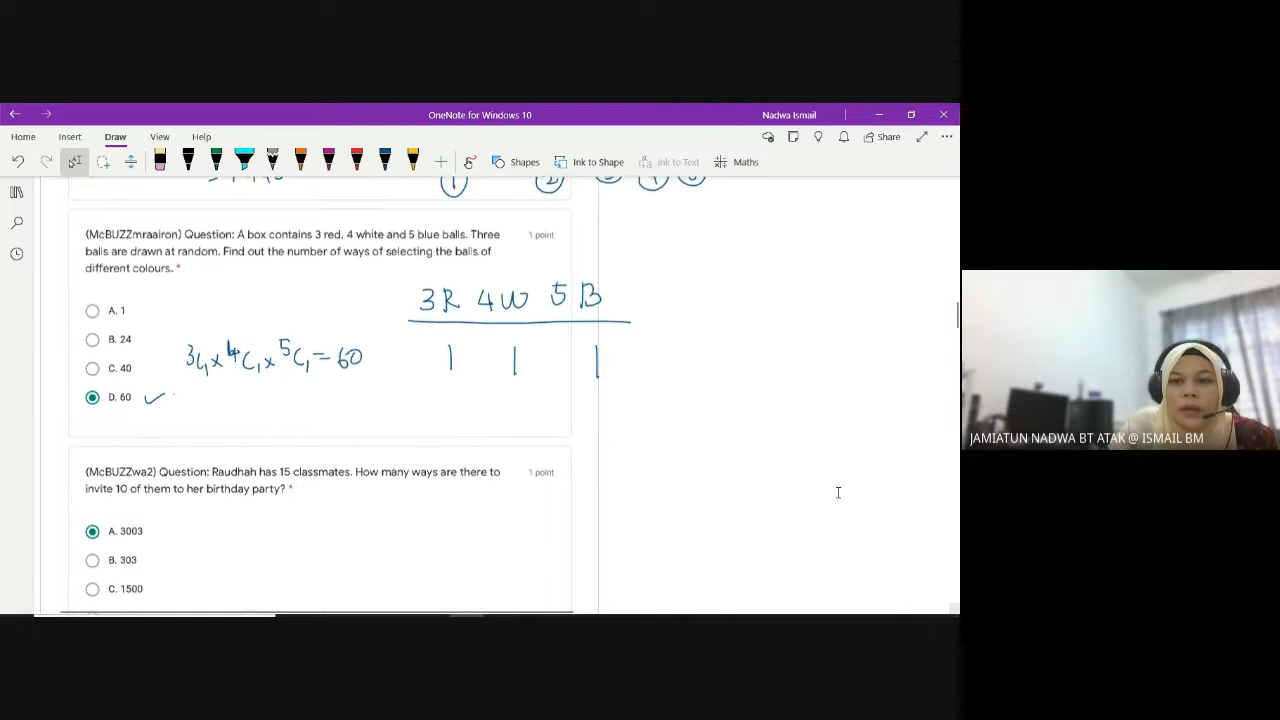 OneNote for Windows 10
Nadwa Ismail
Home Insert Draw View Help
Share
Shapes Ink to Shape Ink to Text Maths
1 2
(McBUZZmraairon) Question: A box contains 3 red, 4 white and 5 blue balls. Three 1 point
balls are drawn at random. Find out the number of ways of selecting the balls of
different colours. *
3R 4W 5B
A. 1
B. 24
³C₁ x ⁴C₁ x ⁵C₁ = 60 1 1 1
C. 40
D. 60 ✓
(McBUZZwa2) Question: Raudhah has 15 classmates. How many ways are there to 1 point
invite 10 of them to her birthday party? *
A. 3003
B. 303
C. 1500
JAMIATUN NADWA BT ATAK @ ISMAIL BM